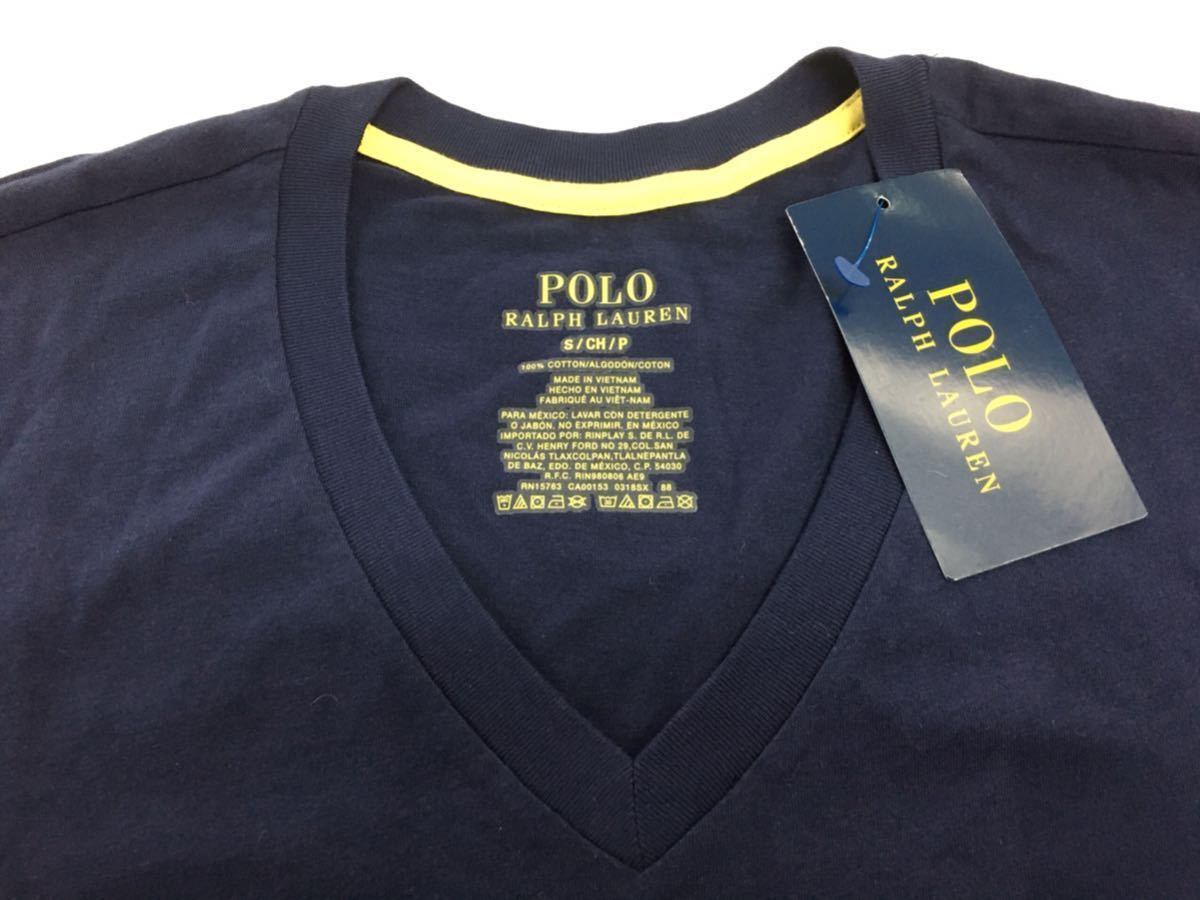 POLO
RALPH LAUREN
S/CH/P
100% COTTON/ALGODÓN/COTON
MADE IN VIETNAM
HECHO EN VIETNAM
FABRIQUÉ AU VIÊT-NAM
PARA MÉXICO: LAVAR CON DETERGENTE
O JABÓN. NO EXPRIMIR. EN MÉXICO
IMPORTADO POR: RINPLAY S. DE R.L. DE
C.V. HENRY FORD NO 29,COL.SAN
NICOLÁS TLAXCOLPAN,TLALNEPANTLA
DE BAZ, EDO. DE MÉXICO, C.P. 54030
R.F.C. RIN980806 AE9
RN15763 CA00153 0318SX 88
POLO
RALPH LAUREN